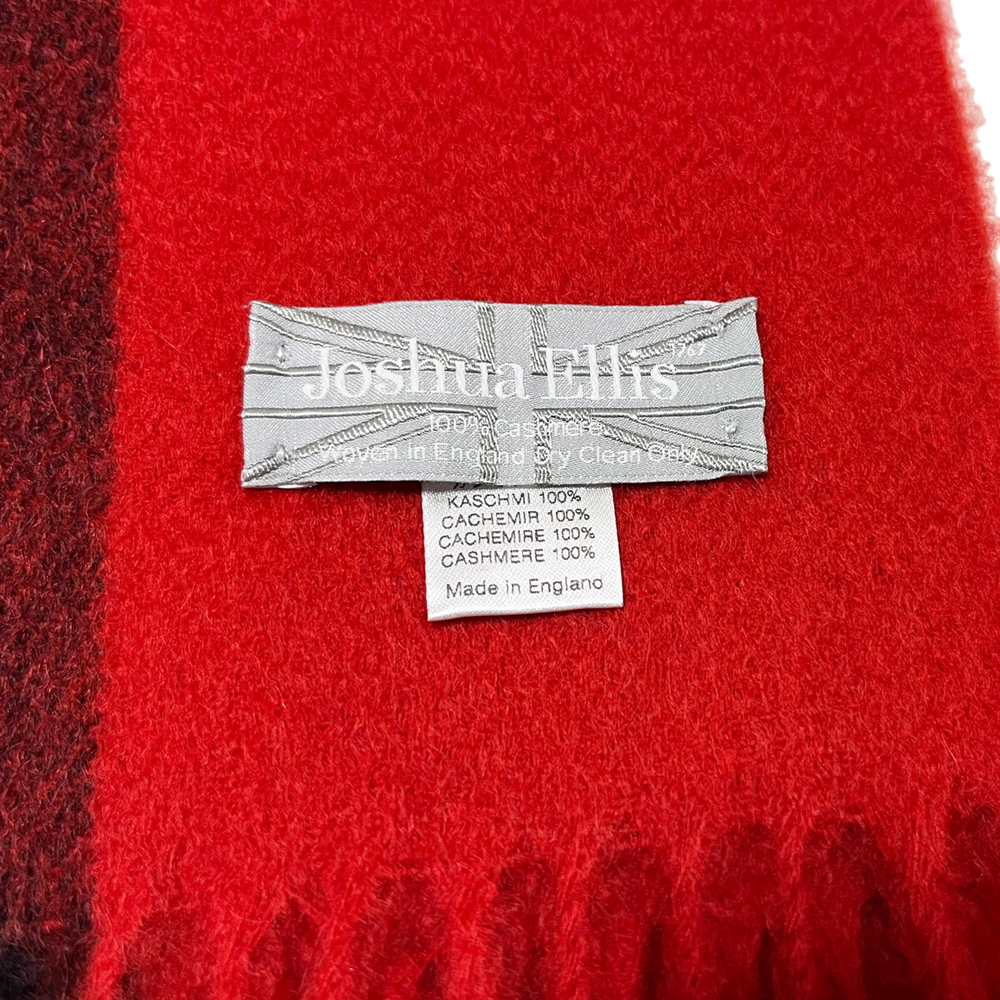 Joshua Ellis 1767
100% Cashmere
Woven in England Dry Clean Only
KASCHMI 100%
CACHEMIR 100%
CACHEMIRE 100%
CASHMERE 100%
Made in England